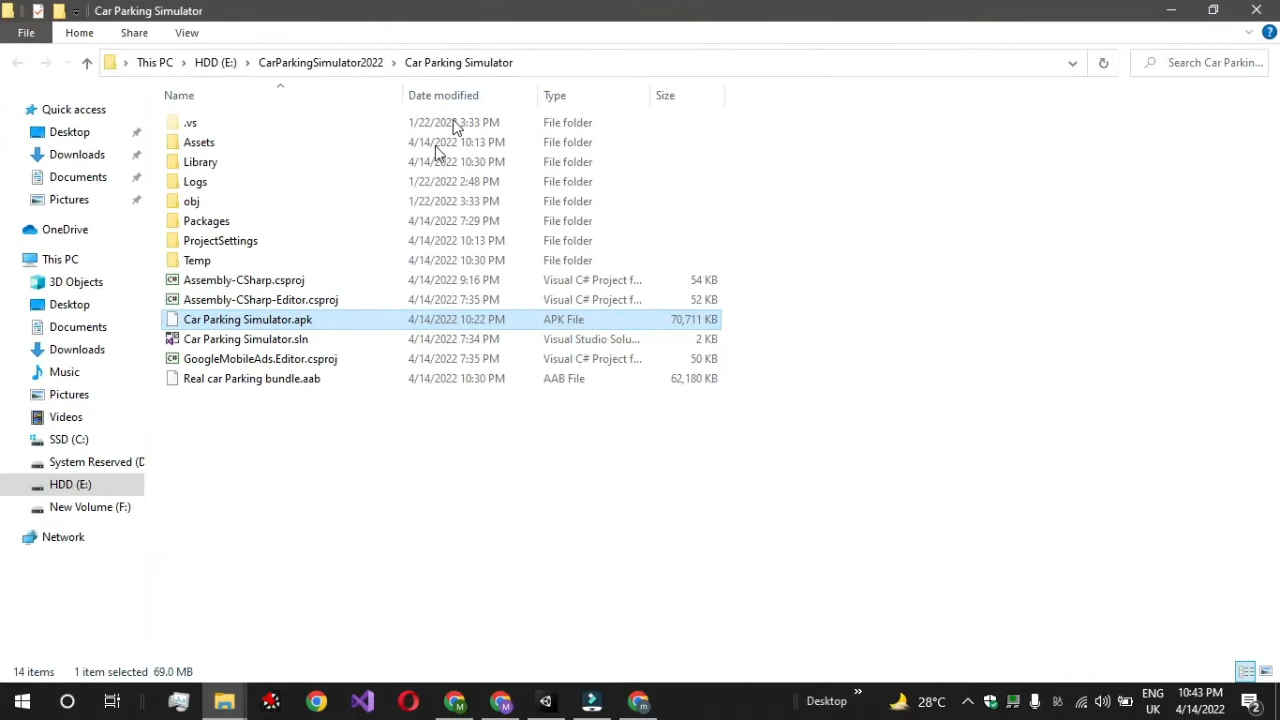 Car Parking Simulator
File Home Share View
This PC HDD (E:) CarParkingSimulator2022 Car Parking Simulator Search Car Parkin...
Name Date modified Type Size
Quick access
Desktop
Downloads
Documents
Pictures
OneDrive
This PC
3D Objects
Desktop
Documents
Downloads
Music
Pictures
Videos
SSD (C:)
System Reserved (D
HDD (E:)
New Volume (F:)
Network
.vs 1/22/2022 3:33 PM File folder
Assets 4/14/2022 10:13 PM File folder
Library 4/14/2022 10:30 PM File folder
Logs 1/22/2022 2:48 PM File folder
obj 1/22/2022 3:33 PM File folder
Packages 4/14/2022 7:29 PM File folder
ProjectSettings 4/14/2022 10:13 PM File folder
Temp 4/14/2022 10:30 PM File folder
Assembly-CSharp.csproj 4/14/2022 9:16 PM Visual C# Project f... 54 KB
Assembly-CSharp-Editor.csproj 4/14/2022 7:35 PM Visual C# Project f... 52 KB
Car Parking Simulator.apk 4/14/2022 10:22 PM APK File 70,711 KB
Car Parking Simulator.sln 4/14/2022 7:34 PM Visual Studio Solu... 2 KB
GoogleMobileAds.Editor.csproj 4/14/2022 7:35 PM Visual C# Project f... 50 KB
Real car Parking bundle.aab 4/14/2022 10:30 PM AAB File 62,180 KB
14 items 1 item selected 69.0 MB
Desktop » 28°C ENG 10:43 PM
UK 4/14/2022 2